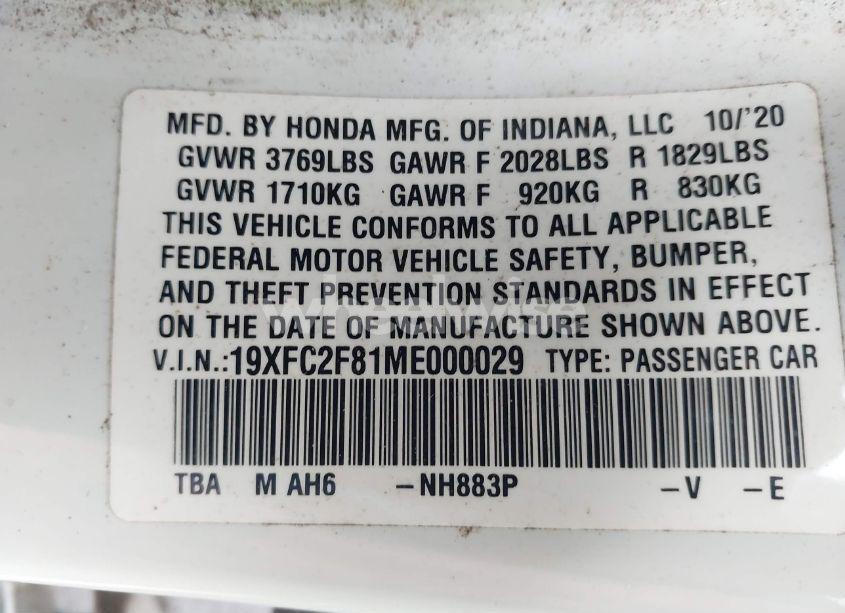 MFD. BY HONDA MFG. OF INDIANA, LLC 10/'20
GVWR 3769LBS GAWR F 2028LBS R 1829LBS
GVWR 1710KG GAWR F 920KG R 830KG
THIS VEHICLE CONFORMS TO ALL APPLICABLE
FEDERAL MOTOR VEHICLE SAFETY, BUMPER,
AND THEFT PREVENTION STANDARDS IN EFFECT
ON THE DATE OF MANUFACTURE SHOWN ABOVE.
V.I.N.:19XFC2F81ME000029 TYPE: PASSENGER CAR
TBA M AH6 –NH883P –V –E